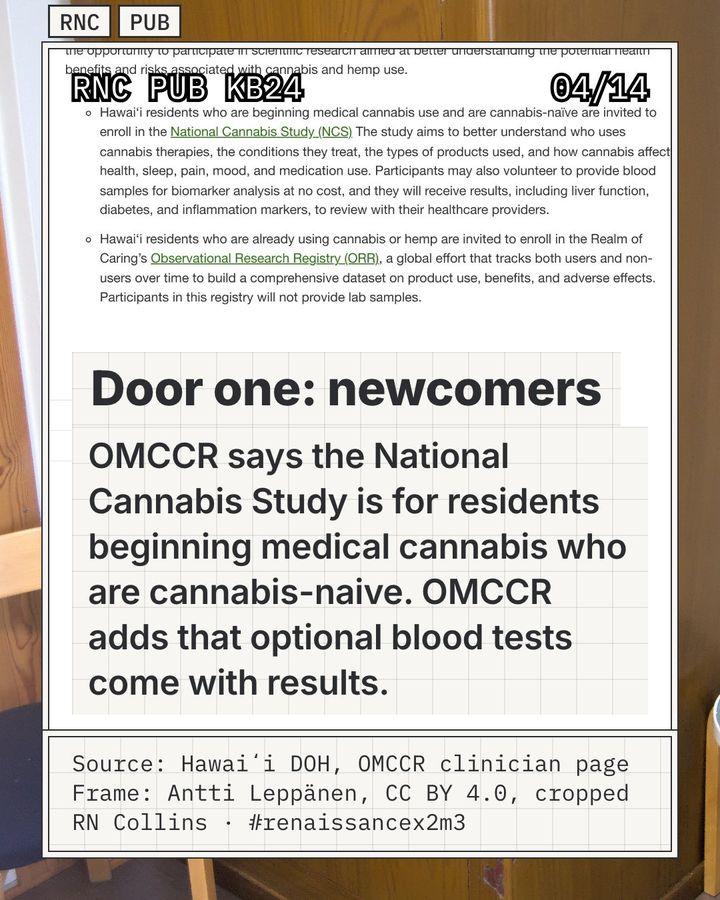 RNC PUB
the opportunity to participate in scientific research aimed at better understanding the potential health
benefits and risks associated with cannabis and hemp use.
RNC PUB KB24 04/14
Hawaiʻi residents who are beginning medical cannabis use and are cannabis-naïve are invited to
enroll in the National Cannabis Study (NCS) The study aims to better understand who uses
cannabis therapies, the conditions they treat, the types of products used, and how cannabis affect
health, sleep, pain, mood, and medication use. Participants may also volunteer to provide blood
samples for biomarker analysis at no cost, and they will receive results, including liver function,
diabetes, and inflammation markers, to review with their healthcare providers.
Hawaiʻi residents who are already using cannabis or hemp are invited to enroll in the Realm of
Caring’s Observational Research Registry (ORR), a global effort that tracks both users and non-
users over time to build a comprehensive dataset on product use, benefits, and adverse effects.
Participants in this registry will not provide lab samples.
Door one: newcomers
OMCCR says the National
Cannabis Study is for residents
beginning medical cannabis who
are cannabis-naive. OMCCR
adds that optional blood tests
come with results.
Source: Hawaiʻi DOH, OMCCR clinician page
Frame: Antti Leppänen, CC BY 4.0, cropped
RN Collins · #renaissancex2m3